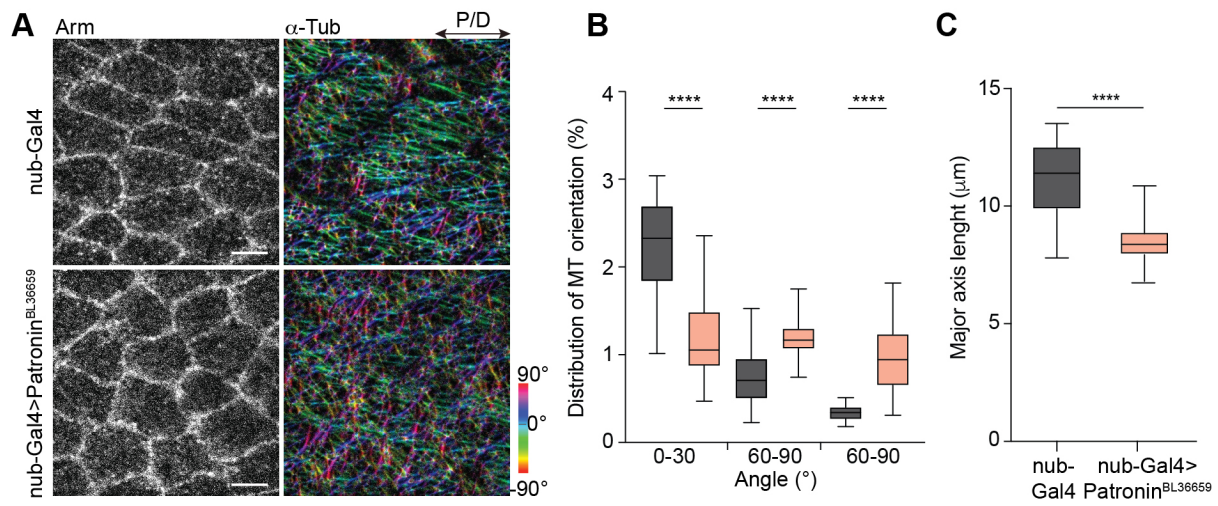 A
Arm
α-Tub
P/D
nub-Gal4
nub-Gal4>Patronin^BL36659
90°
0°
-90°
B
Distribution of MT orientation (%)
4
3
2
1
0
****
****
****
0-30
60-90
60-90
Angle (°)
C
Major axis lenght (μm)
15
10
5
0
****
nub-
Gal4
nub-Gal4>
Patronin^BL36659